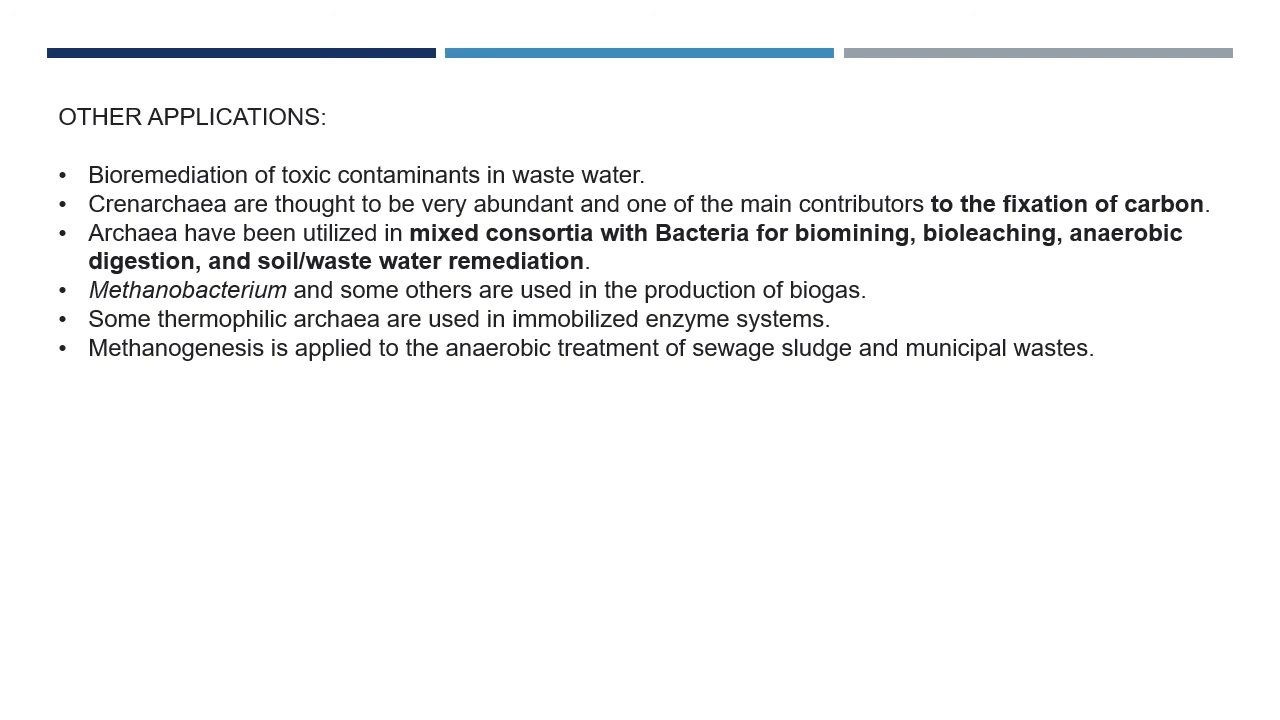 OTHER APPLICATIONS:
• Bioremediation of toxic contaminants in waste water.
• Crenarchaea are thought to be very abundant and one of the main contributors to the fixation of carbon.
• Archaea have been utilized in mixed consortia with Bacteria for biomining, bioleaching, anaerobic
digestion, and soil/waste water remediation.
• Methanobacterium and some others are used in the production of biogas.
• Some thermophilic archaea are used in immobilized enzyme systems.
• Methanogenesis is applied to the anaerobic treatment of sewage sludge and municipal wastes.